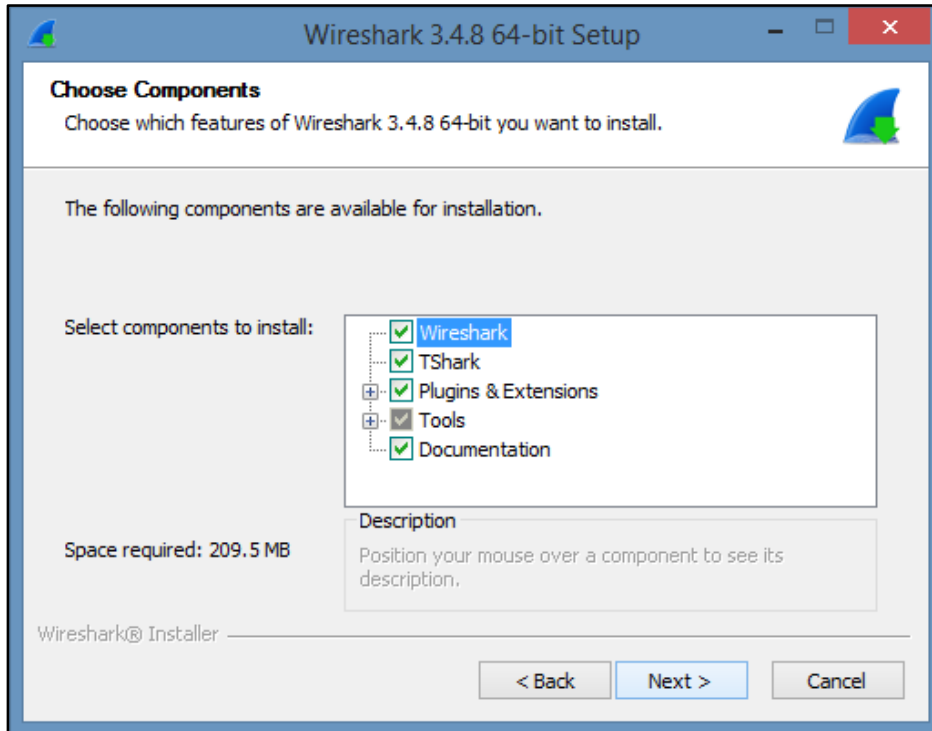 Wireshark 3.4.8 64-bit Setup
Choose Components
Choose which features of Wireshark 3.4.8 64-bit you want to install.
The following components are available for installation.
Select components to install:
Wireshark
TShark
Plugins & Extensions
Tools
Documentation
Space required: 209.5 MB
Description
Position your mouse over a component to see its
description.
Wireshark® Installer
< Back
Next >
Cancel